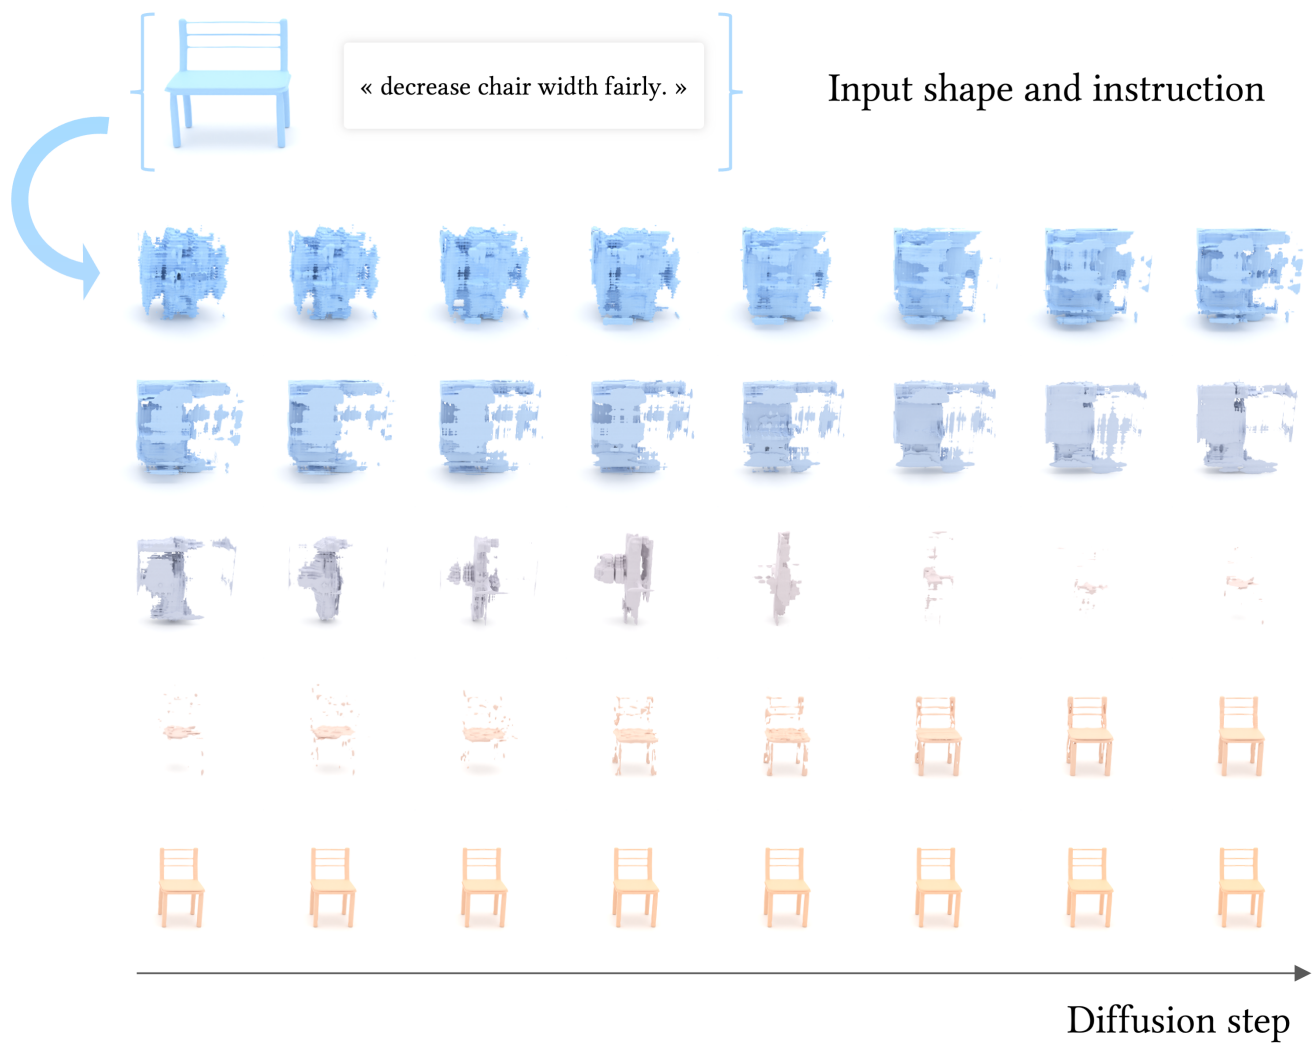 « decrease chair width fairly. »
Input shape and instruction
Diffusion step